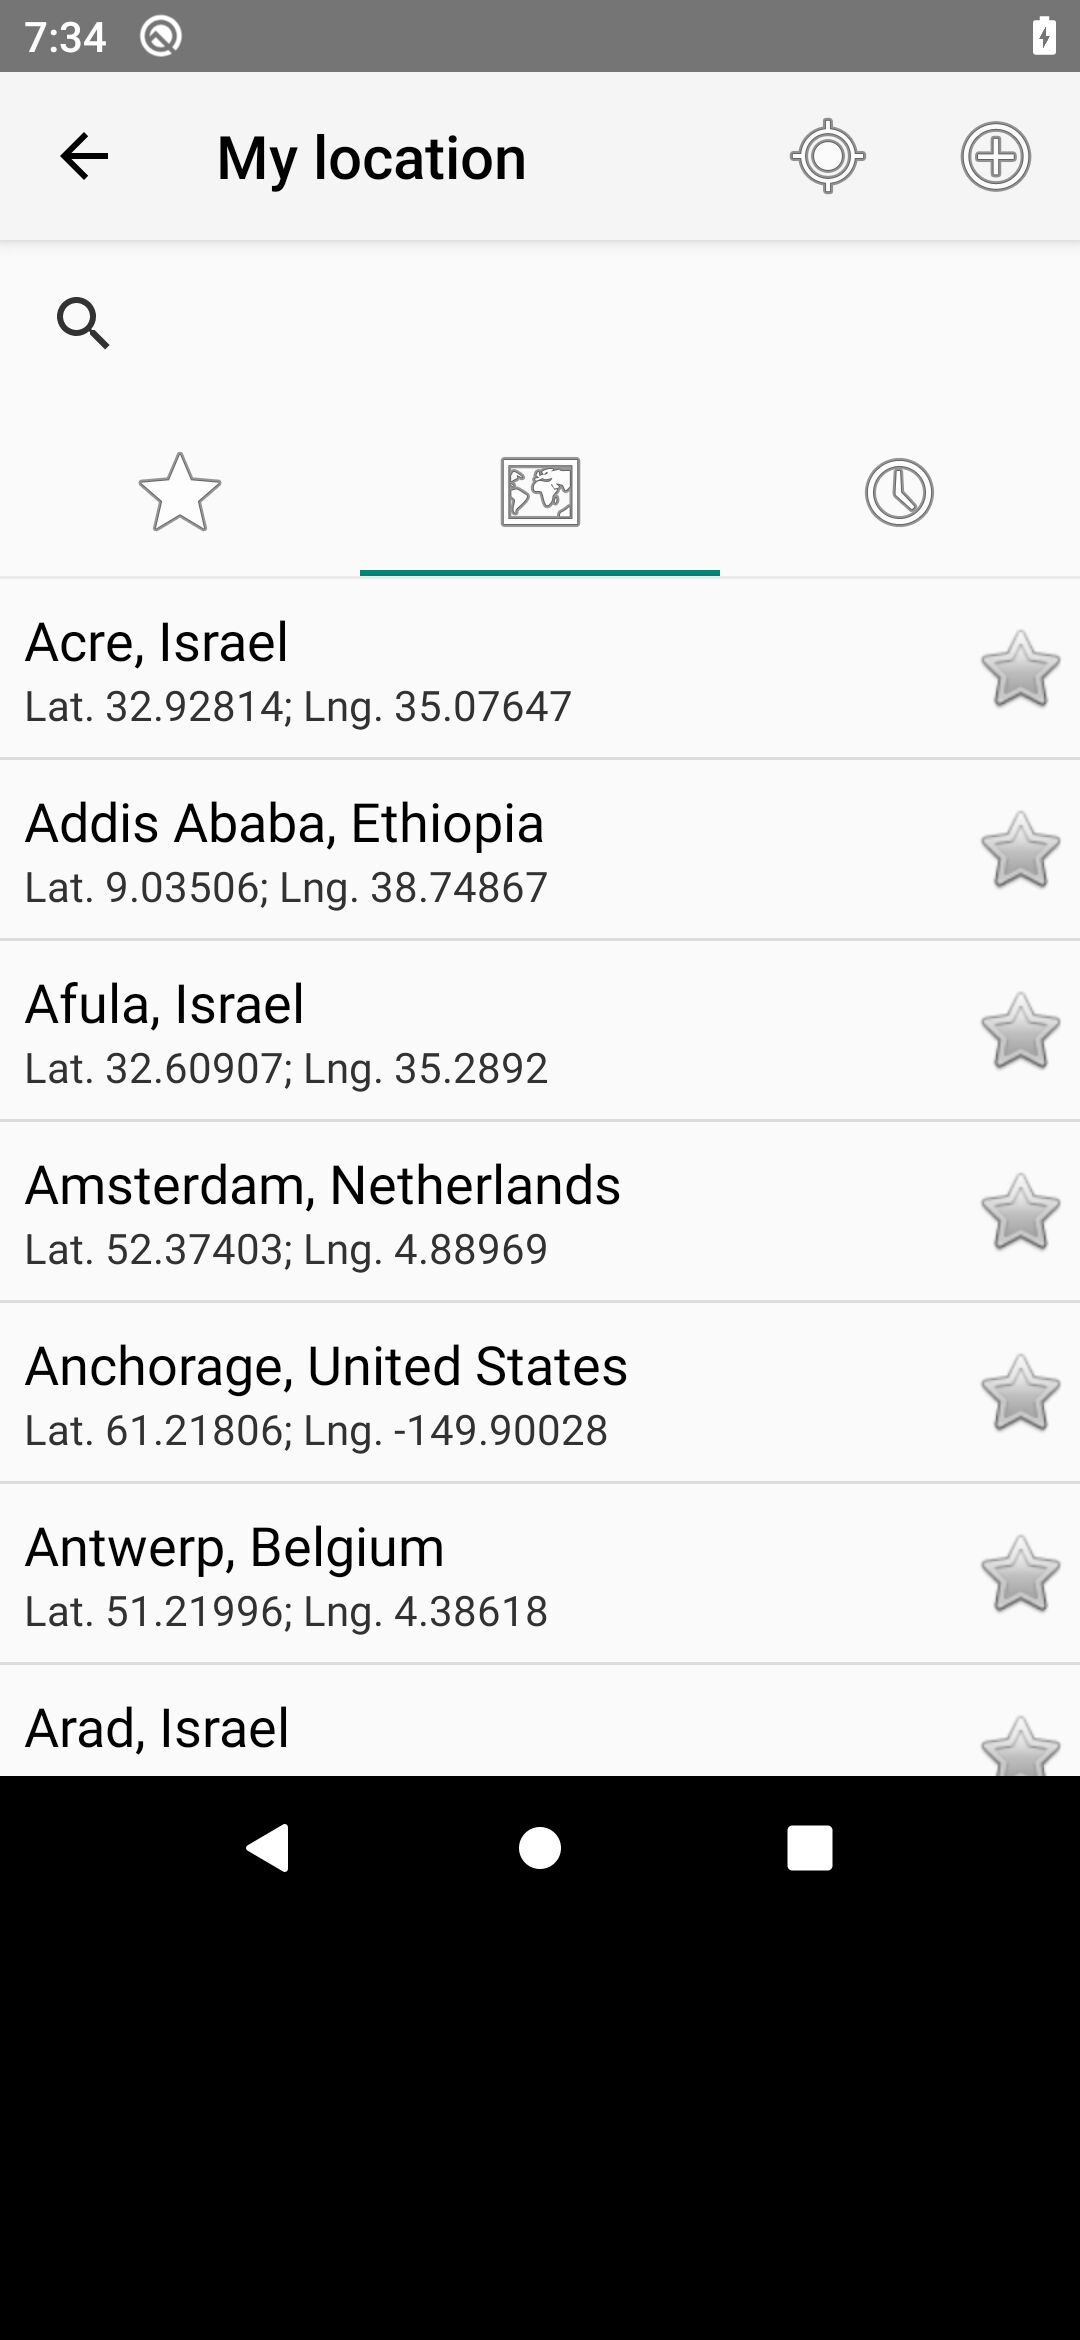 7:34
My location
Acre, Israel
Lat. 32.92814; Lng. 35.07647
Addis Ababa, Ethiopia
Lat. 9.03506; Lng. 38.74867
Afula, Israel
Lat. 32.60907; Lng. 35.2892
Amsterdam, Netherlands
Lat. 52.37403; Lng. 4.88969
Anchorage, United States
Lat. 61.21806; Lng. -149.90028
Antwerp, Belgium
Lat. 51.21996; Lng. 4.38618
Arad, Israel